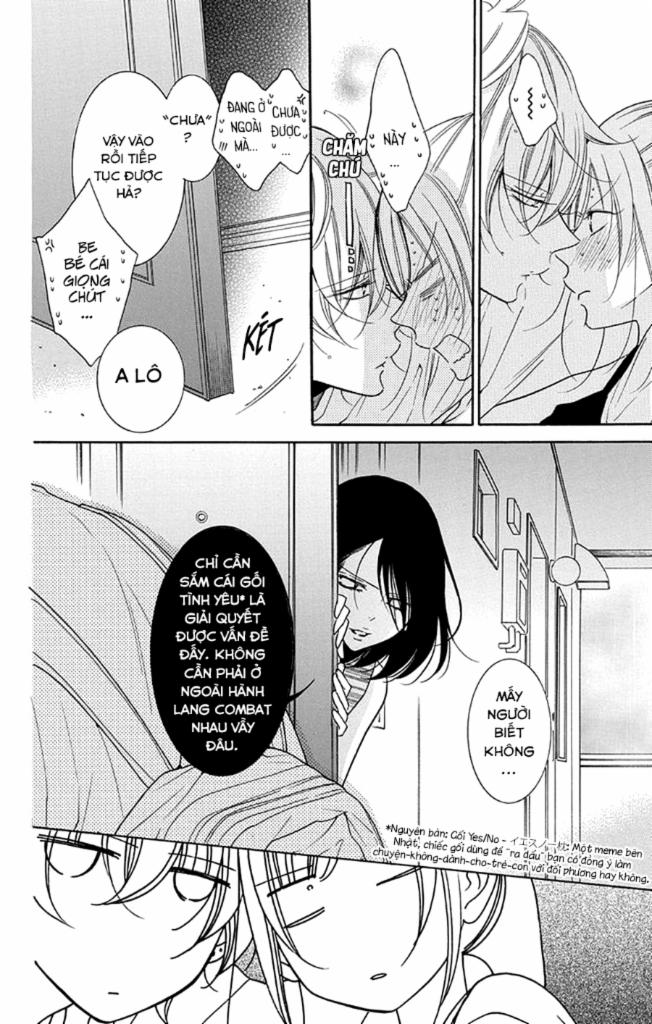 NÀY
...
CHĂM
CHÚ
CHƯA
ĐƯỢC
...
ĐANG Ở
NGOÀI
MÀ...
"CHƯA"
?
VẬY VÀO
RỒI TIẾP
TỤC ĐƯỢC
HẢ?
BE
BÉ CÁI
GIỌNG
CHÚT
...
KÉT
A LÔ
MẤY
NGƯỜI
BIẾT
KHÔNG
...
CHỈ CẦN
SẮM CÁI GỐI
TÌNH YÊU* LÀ
GIẢI QUYẾT
ĐƯỢC VẤN ĐỀ
ĐẤY. KHÔNG
CẦN PHẢI Ở
NGOÀI HÀNH
LANG COMBAT
NHAU VẦY
ĐÂU.
*Nguyên bản: Gối Yes/No - イエスノー枕: Một meme bên
Nhật, chiếc gối dùng để "ra dấu" bạn có đồng ý làm
chuyện-không-dành-cho-trẻ-con với đối phương hay không.